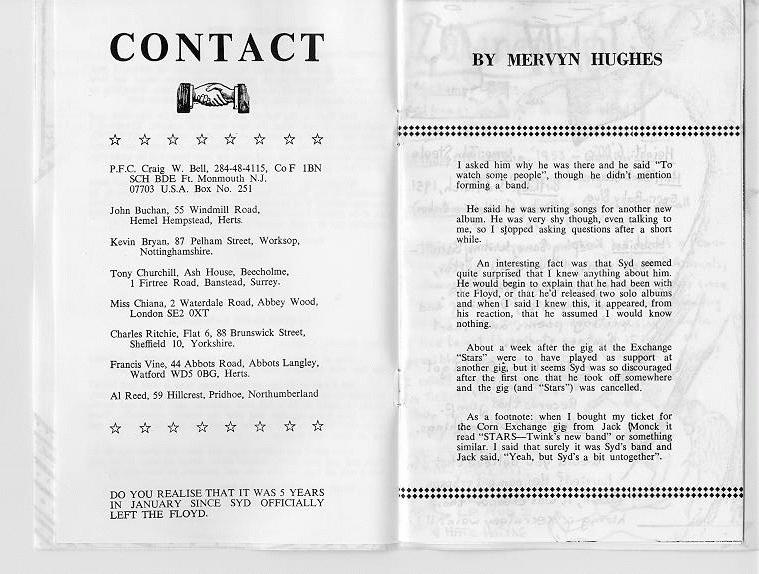 CONTACT
P.F.C. Craig W. Bell, 284-48-4115, Co F 1BN
SCH BDE Ft. Monmouth N.J.
07703 U.S.A. Box No. 251
John Buchan, 55 Windmill Road,
Hemel Hempstead, Herts.
Kevin Bryan, 87 Pelham Street, Worksop,
Nottinghamshire.
Tony Churchill, Ash House, Beecholme,
1 Firtree Road, Banstead, Surrey.
Miss Chiana, 2 Waterdale Road, Abbey Wood,
London SE2 0XT
Charles Ritchie, Flat 6, 88 Brunswick Street,
Sheffield 10, Yorkshire.
Francis Vine, 44 Abbots Road, Abbots Langley,
Watford WD5 0BG, Herts.
Al Reed, 59 Hillcrest, Pridhoe, Northumberland
DO YOU REALISE THAT IT WAS 5 YEARS
IN JANUARY SINCE SYD OFFICIALLY
LEFT THE FLOYD.
BY MERVYN HUGHES
I asked him why he was there and he said “To
watch some people”, though he didn't mention
forming a band.
He said he was writing songs for another new
album. He was very shy though, even talking to
me, so I stopped asking questions after a short
while.
An interesting fact was that Syd seemed
quite surprised that I knew anything about him.
He would begin to explain that he had been with
the Floyd, or that he'd released two solo albums
and when I said I knew this, it appeared, from
his reaction, that he assumed I would know
nothing.
About a week after the gig at the Exchange
“Stars” were to have played as support at
another gig, but it seems Syd was so discouraged
after the first one that he took off somewhere
and the gig (and “Stars”) was cancelled.
As a footnote: when I bought my ticket for
the Corn Exchange gig from Jack Monck it
read “STARS—Twink's new band” or something
similar. I said that surely it was Syd's band and
Jack said, “Yeah, but Syd's a bit untogether”.